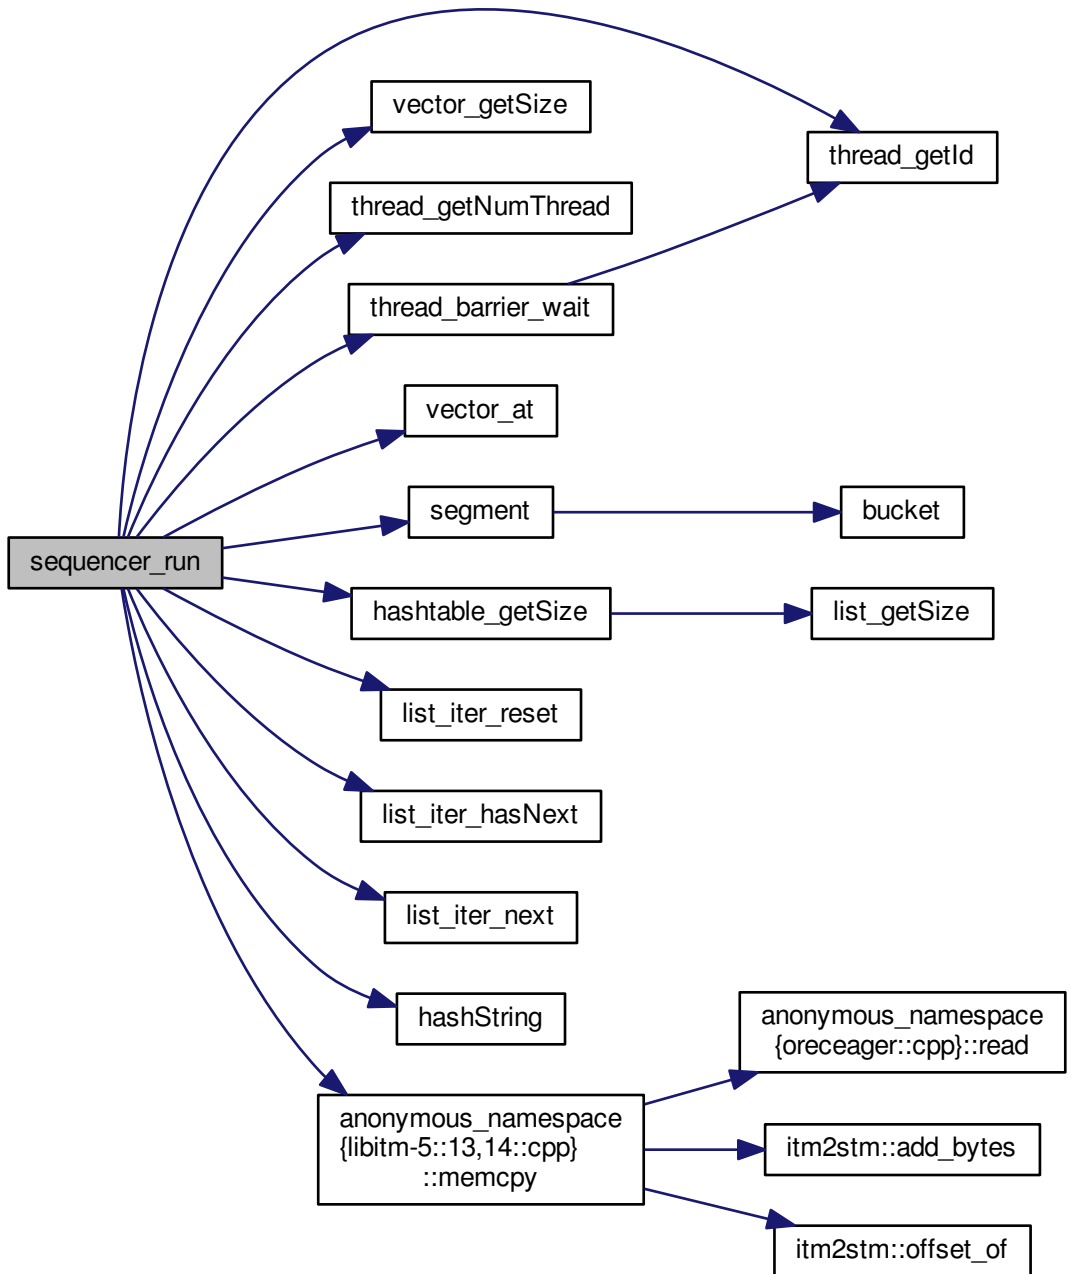 vector_getSize
thread_getId
thread_getNumThread
thread_barrier_wait
vector_at
segment
bucket
sequencer_run
hashtable_getSize
list_getSize
list_iter_reset
list_iter_hasNext
list_iter_next
hashString
anonymous_namespace
{oreceager::cpp}::read
anonymous_namespace
{libitm-5::13,14::cpp}
::memcpy
itm2stm::add_bytes
itm2stm::offset_of